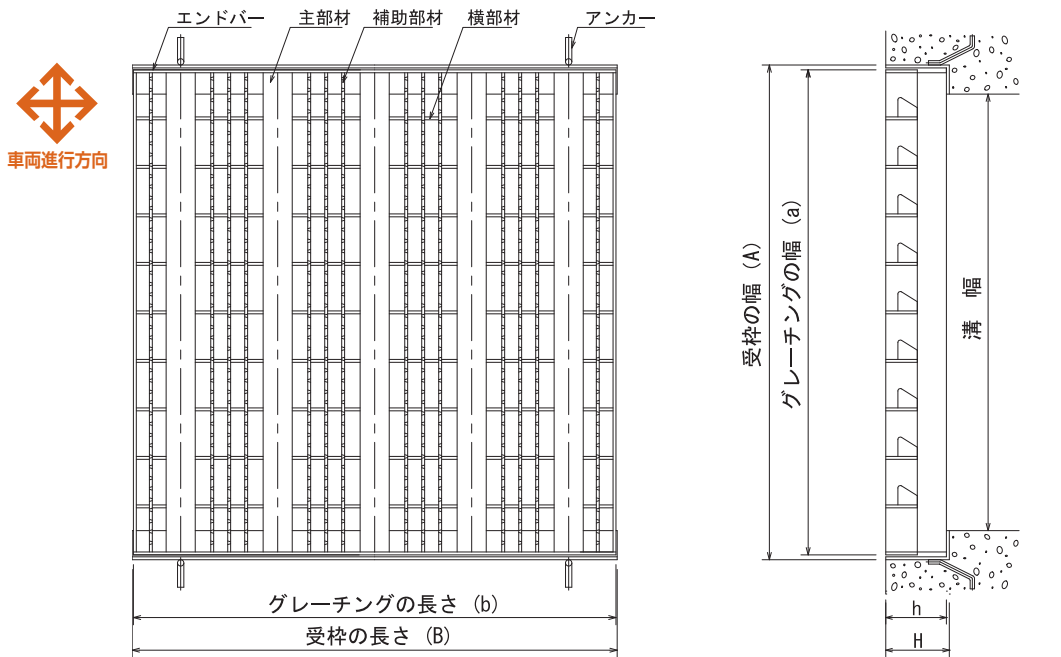 エンドバー
主部材
補助部材
横部材
アンカー
車両進行方向
受枠の幅 (A)
グレーチングの幅 (a)
溝 幅
グレーチングの長さ (b)
受枠の長さ (B)
h
H